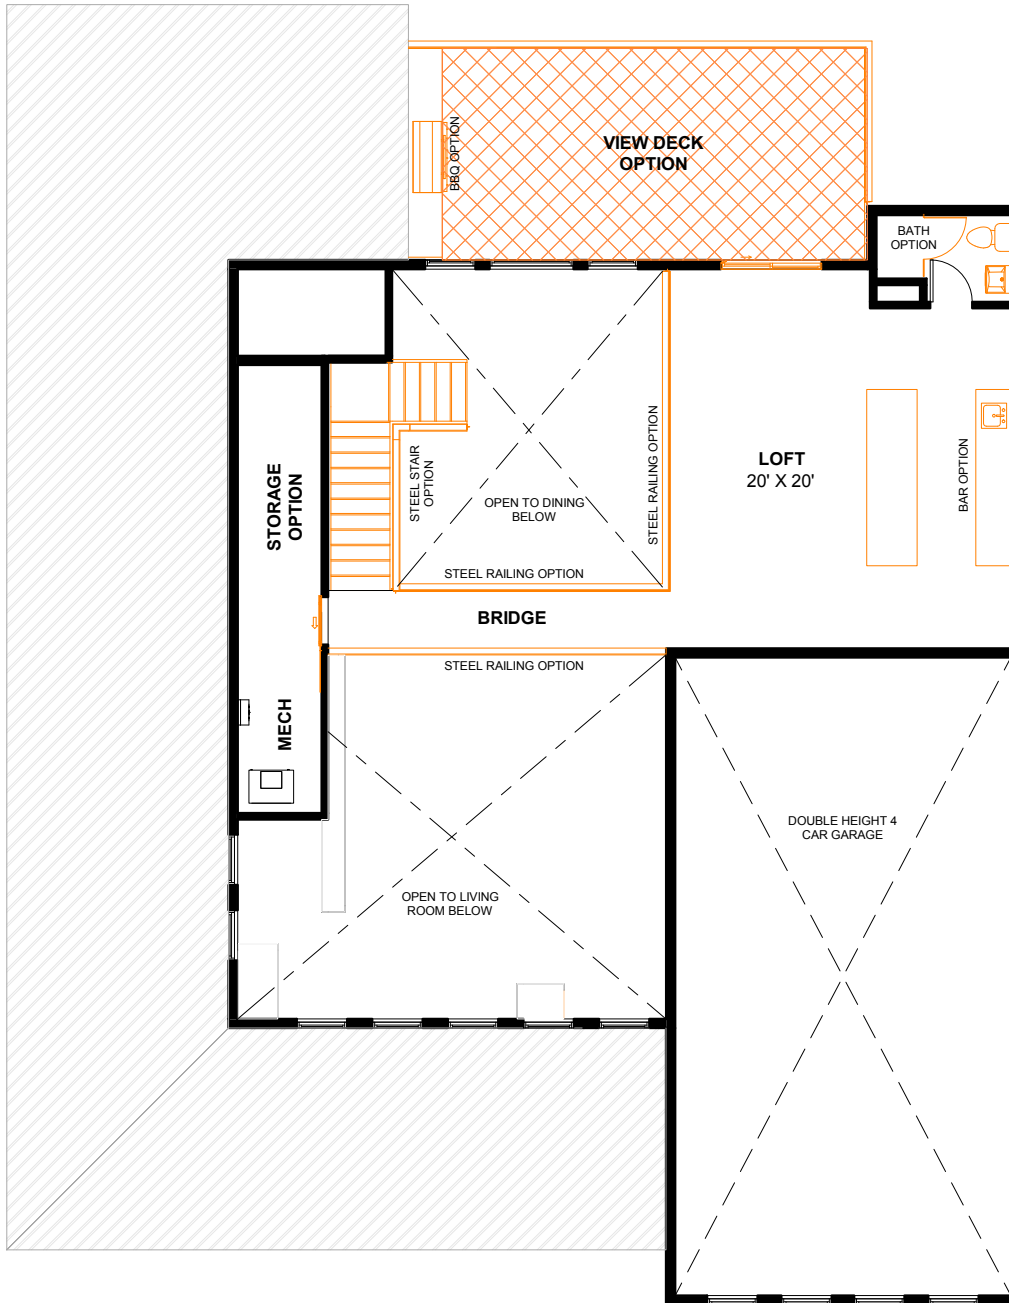 BBQ OPTION
VIEW DECK
OPTION
BATH
OPTION
STORAGE
OPTION
STEEL STAIR
OPTION
OPEN TO DINING
BELOW
STEEL RAILING OPTION
LOFT
20' X 20'
BAR OPTION
STEEL RAILING OPTION
BRIDGE
STEEL RAILING OPTION
MECH
DOUBLE HEIGHT 4
CAR GARAGE
OPEN TO LIVING
ROOM BELOW